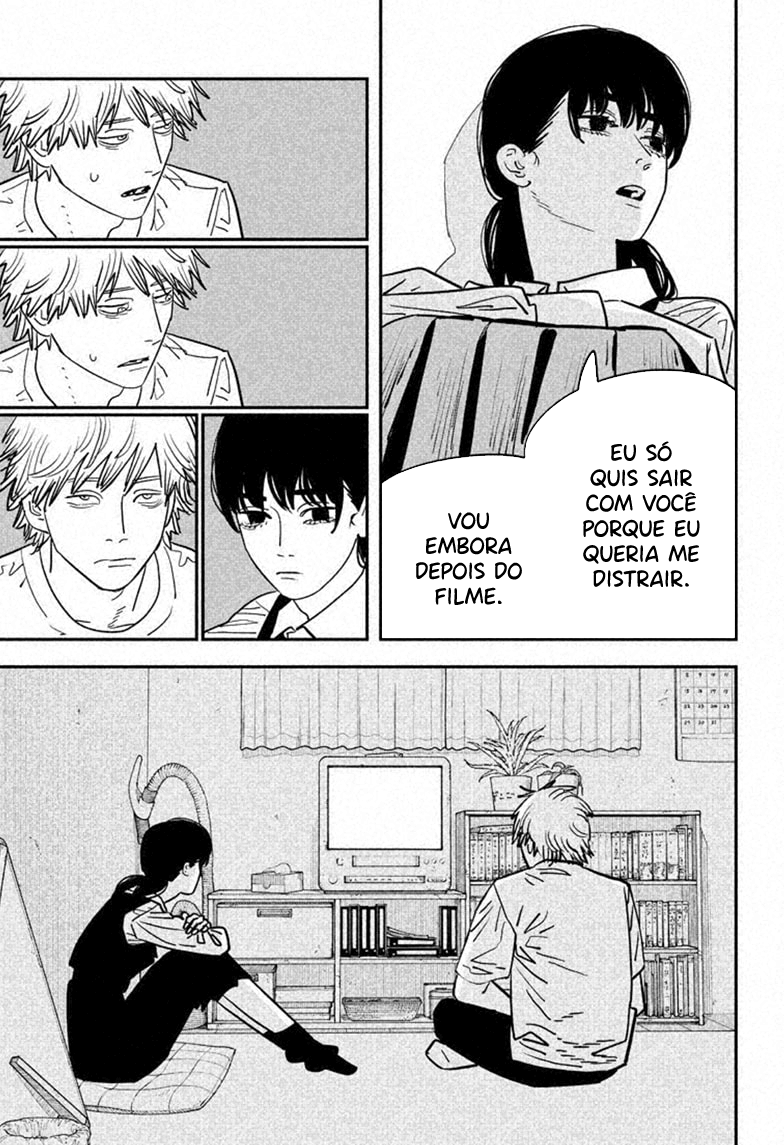 EU SÓ
QUIS SAIR
COM VOCÊ
PORQUE EU
QUERIA ME
DISTRAIR.
VOU
EMBORA
DEPOIS DO
FILME.